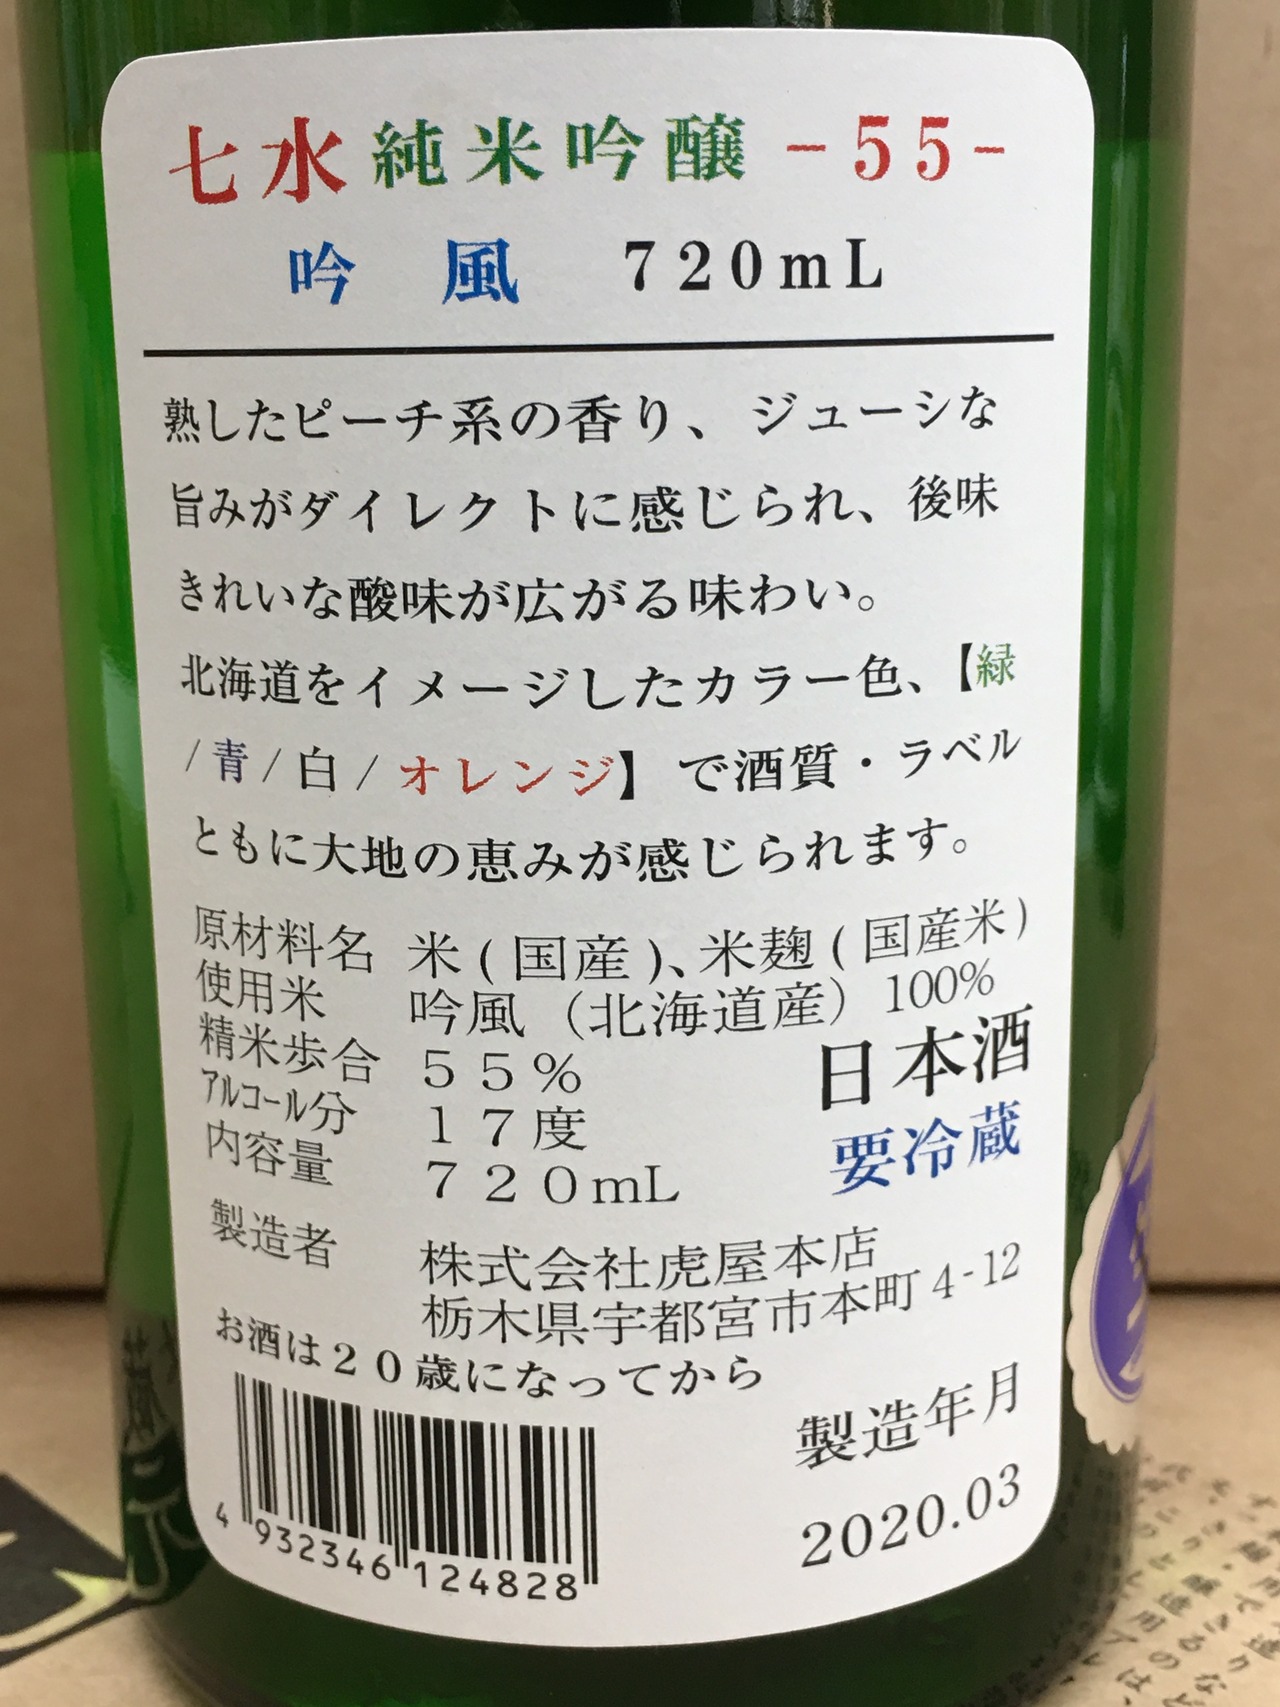 七水純米吟醸-55-
吟風 720mL
熟したピーチ系の香り、ジューシな
旨みがダイレクトに感じられ、後味
きれいな酸味が広がる味わい。
北海道をイメージしたカラー色、【緑
/青/白/オレンジ】で酒質・ラベル
ともに大地の恵みが感じられます。
原材料名 米(国産)、米麹(国産米)
使用米 吟風(北海道産)100%
精米歩合 55%
アルコール分 17度
内容量 720mL
日本酒
要冷蔵
製造者 株式会社虎屋本店
栃木県宇都宮市本町4-12
お酒は20歳になってから
製造年月
2020.03
4 932346 124828